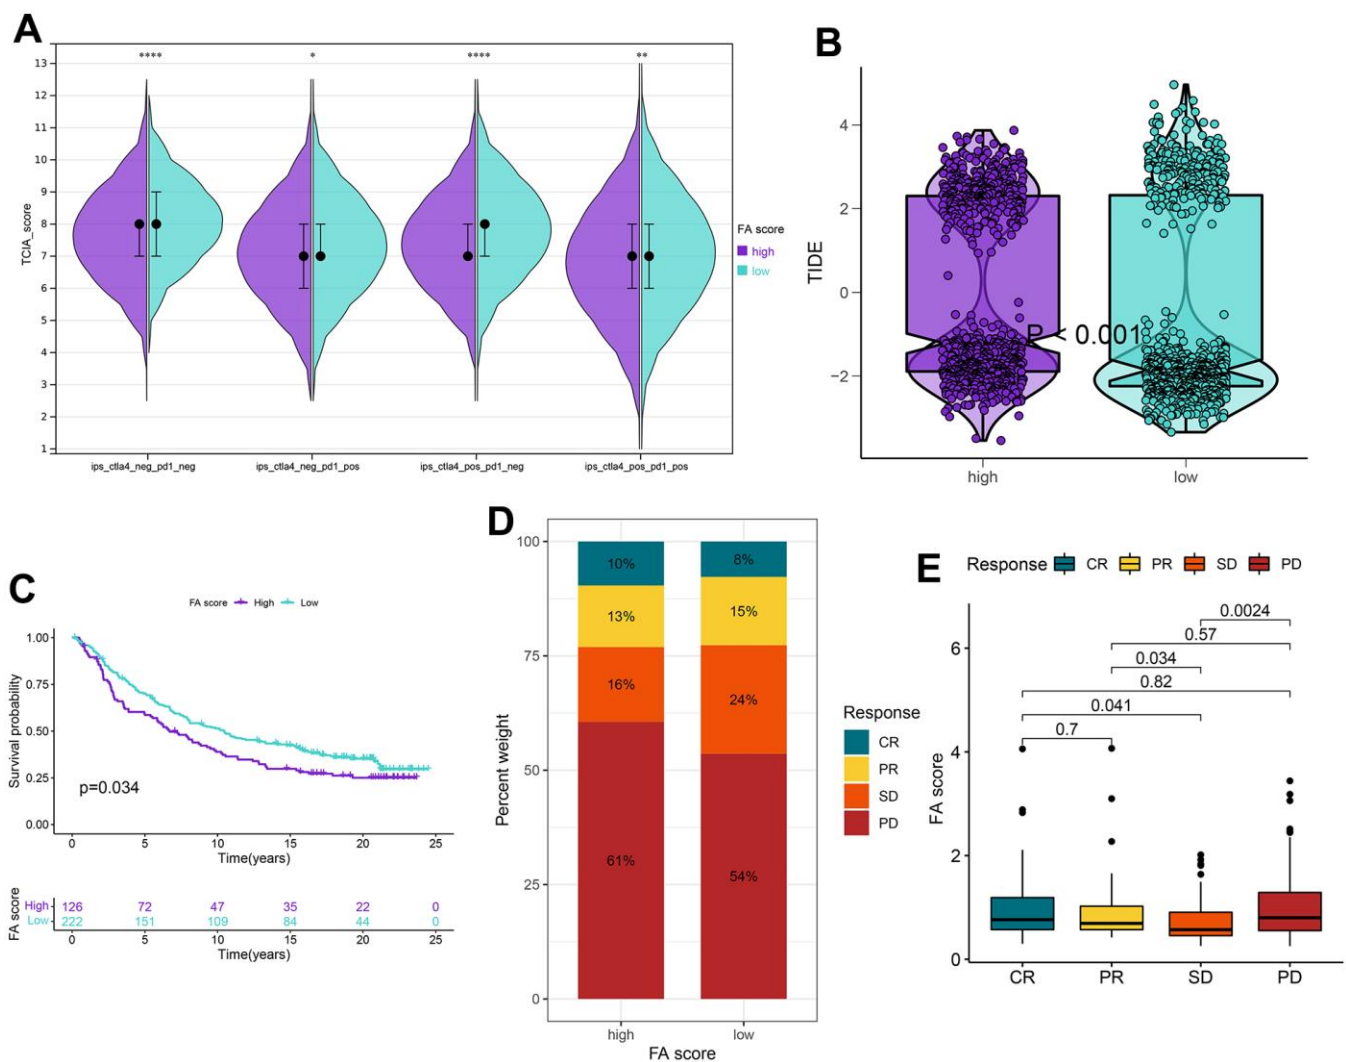 A
**** * **** **
13
12
11
10
9
8
7
6
5
4
3
2
1
TCIA_score
ips_ctla4_neg_pd1_neg ips_ctla4_neg_pd1_pos ips_ctla4_pos_pd1_neg ips_ctla4_pos_pd1_pos
FA score
high
low
B
4
2
0
−2
TIDE
P < 0.001
high low
C
FA score High Low
1.00
0.75
0.50
0.25
0.00
Survival probability
p=0.034
0 5 10 15 20 25
Time(years)
FA score
High 126 72 47 35 22 0
Low 222 151 109 84 44 0
0 5 10 15 20 25
Time(years)
D
100
75
50
25
0
Percent weight
10% 8%
13% 15%
16% 24%
61% 54%
high low
FA score
Response
CR
PR
SD
PD
E
Response CR PR SD PD
0.0024
0.57
0.034
0.82
0.041
0.7
6
4
2
0
FA score
CR PR SD PD